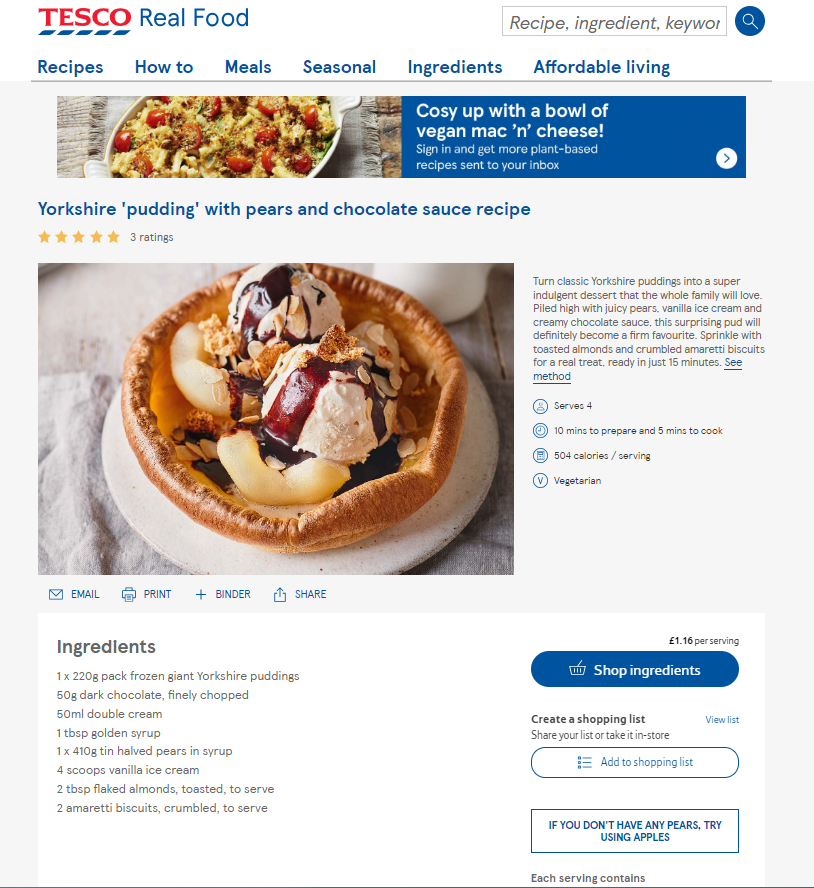 TESCO Real Food
Recipe, ingredient, keywor
Recipes How to Meals Seasonal Ingredients Affordable living
Cosy up with a bowl of
vegan mac 'n' cheese!
Sign in and get more plant-based
recipes sent to your inbox
Yorkshire 'pudding' with pears and chocolate sauce recipe
3 ratings
Turn classic Yorkshire puddings into a super
indulgent dessert that the whole family will love.
Piled high with juicy pears, vanilla ice cream and
creamy chocolate sauce, this surprising pud will
definitely become a firm favourite. Sprinkle with
toasted almonds and crumbled amaretti biscuits
for a real treat, ready in just 15 minutes. See
method
Serves 4
10 mins to prepare and 5 mins to cook
504 calories / serving
V Vegetarian
EMAIL PRINT BINDER SHARE
Ingredients
1 x 220g pack frozen giant Yorkshire puddings
50g dark chocolate, finely chopped
50ml double cream
1 tbsp golden syrup
1 x 410g tin halved pears in syrup
4 scoops vanilla ice cream
2 tbsp flaked almonds, toasted, to serve
2 amaretti biscuits, crumbled, to serve
£1.16 per serving
Shop ingredients
Create a shopping list View list
Share your list or take it in-store
Add to shopping list
IF YOU DON'T HAVE ANY PEARS, TRY
USING APPLES
Each serving contains